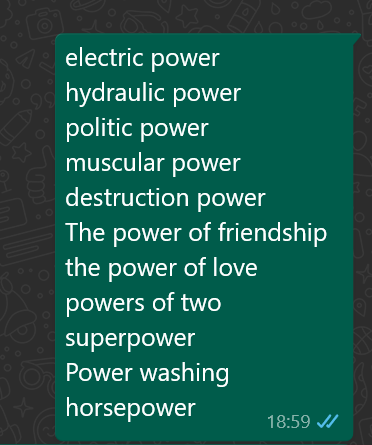 electric power
hydraulic power
politic power
muscular power
destruction power
The power of friendship
the power of love
powers of two
superpower
Power washing
horsepower
18:59